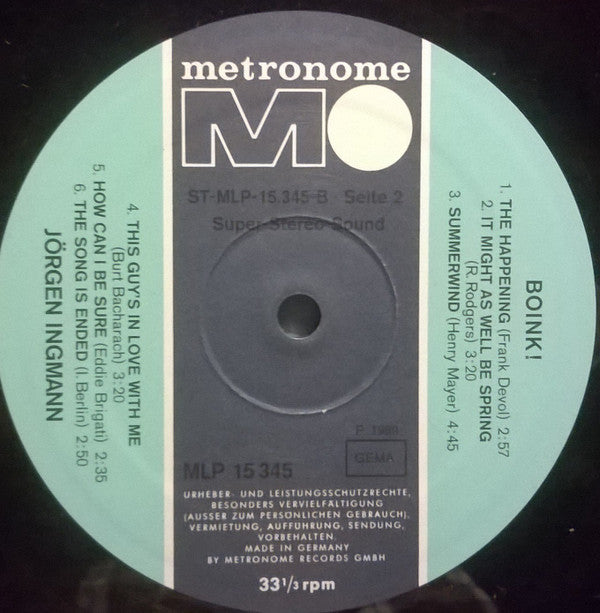 metronome
ST-MLP-15.345-B · Seite 2
Super-Stereo-Sound
BOINK!
1. THE HAPPENING (Frank Devol) 2:57
2. IT MIGHT AS WELL BE SPRING
(R. Rodgers) 3:20
3. SUMMERWIND (Henry Mayer) 4:45
4. THIS GUY'S IN LOVE WITH ME
(Burt Bacharach) 3:20
5. HOW CAN I BE SURE (Eddie Brigati) 2:35
6. THE SONG IS ENDED (I. Berlin) 2:50
JÖRGEN INGMANN
P 1969
GEMA
MLP 15 345
URHEBER- UND LEISTUNGSSCHUTZRECHTE,
BESONDERS VERVIELFÄLTIGUNG
(AUSSER ZUM PERSÖNLICHEN GEBRAUCH),
VERMIETUNG, AUFFÜHRUNG, SENDUNG,
VORBEHALTEN.
MADE IN GERMANY
BY METRONOME RECORDS GMBH
33 1/3 rpm